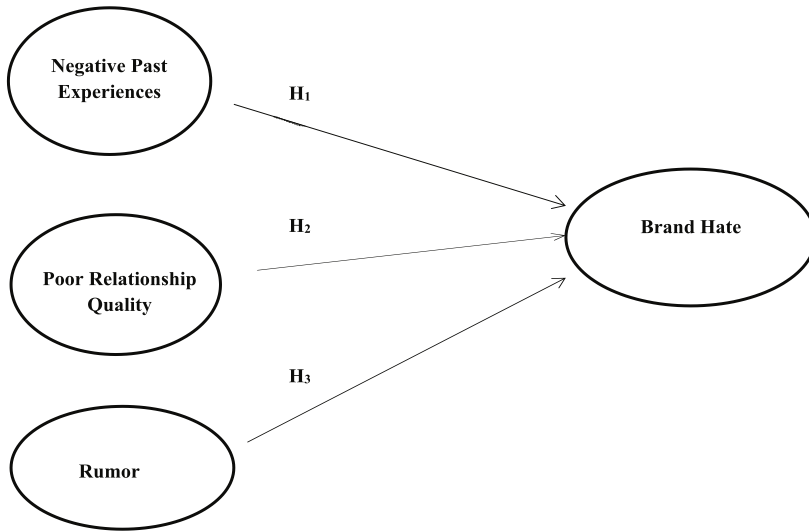 Negative Past
Experiences
H₁
Brand Hate
H₂
Poor Relationship
Quality
H₃
Rumor